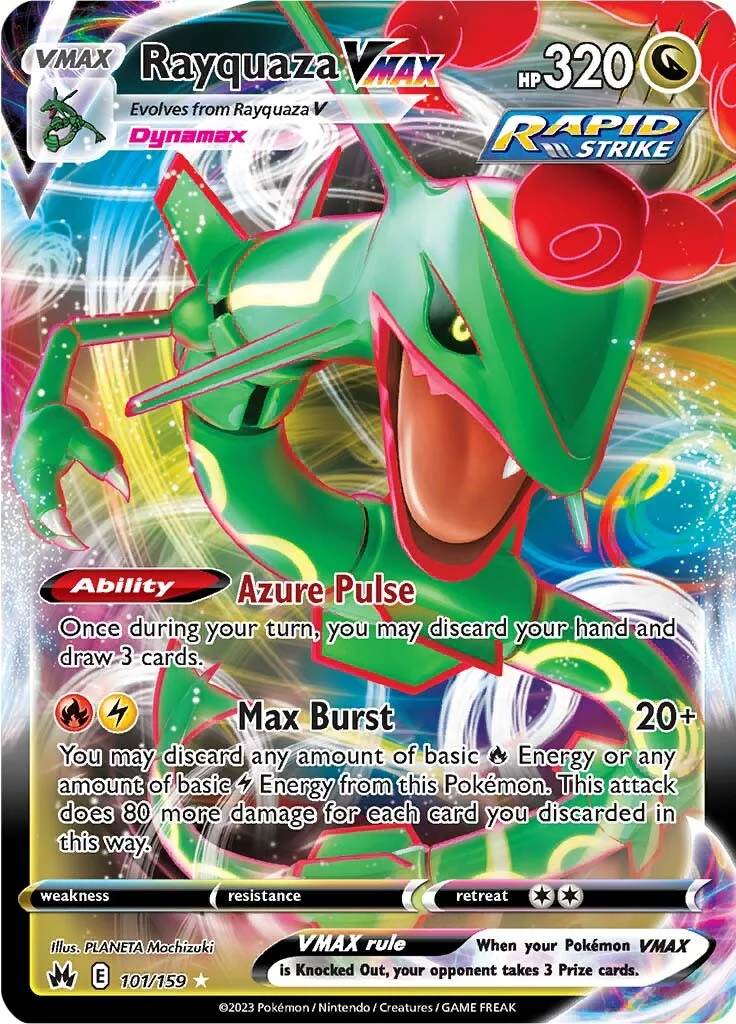 VMAX
Rayquaza VMAX
HP 320
Evolves from Rayquaza V
Dynamax
RAPID
STRIKE
Ability Azure Pulse
Once during your turn, you may discard your hand and
draw 3 cards.
Max Burst 20+
You may discard any amount of basic Energy or any
amount of basic Energy from this Pokémon. This attack
does 80 more damage for each card you discarded in
this way.
weakness resistance retreat
Illus. PLANETA Mochizuki
VMAX rule When your Pokémon VMAX
is Knocked Out, your opponent takes 3 Prize cards.
E 101/159 ★
©2023 Pokémon / Nintendo / Creatures / GAME FREAK